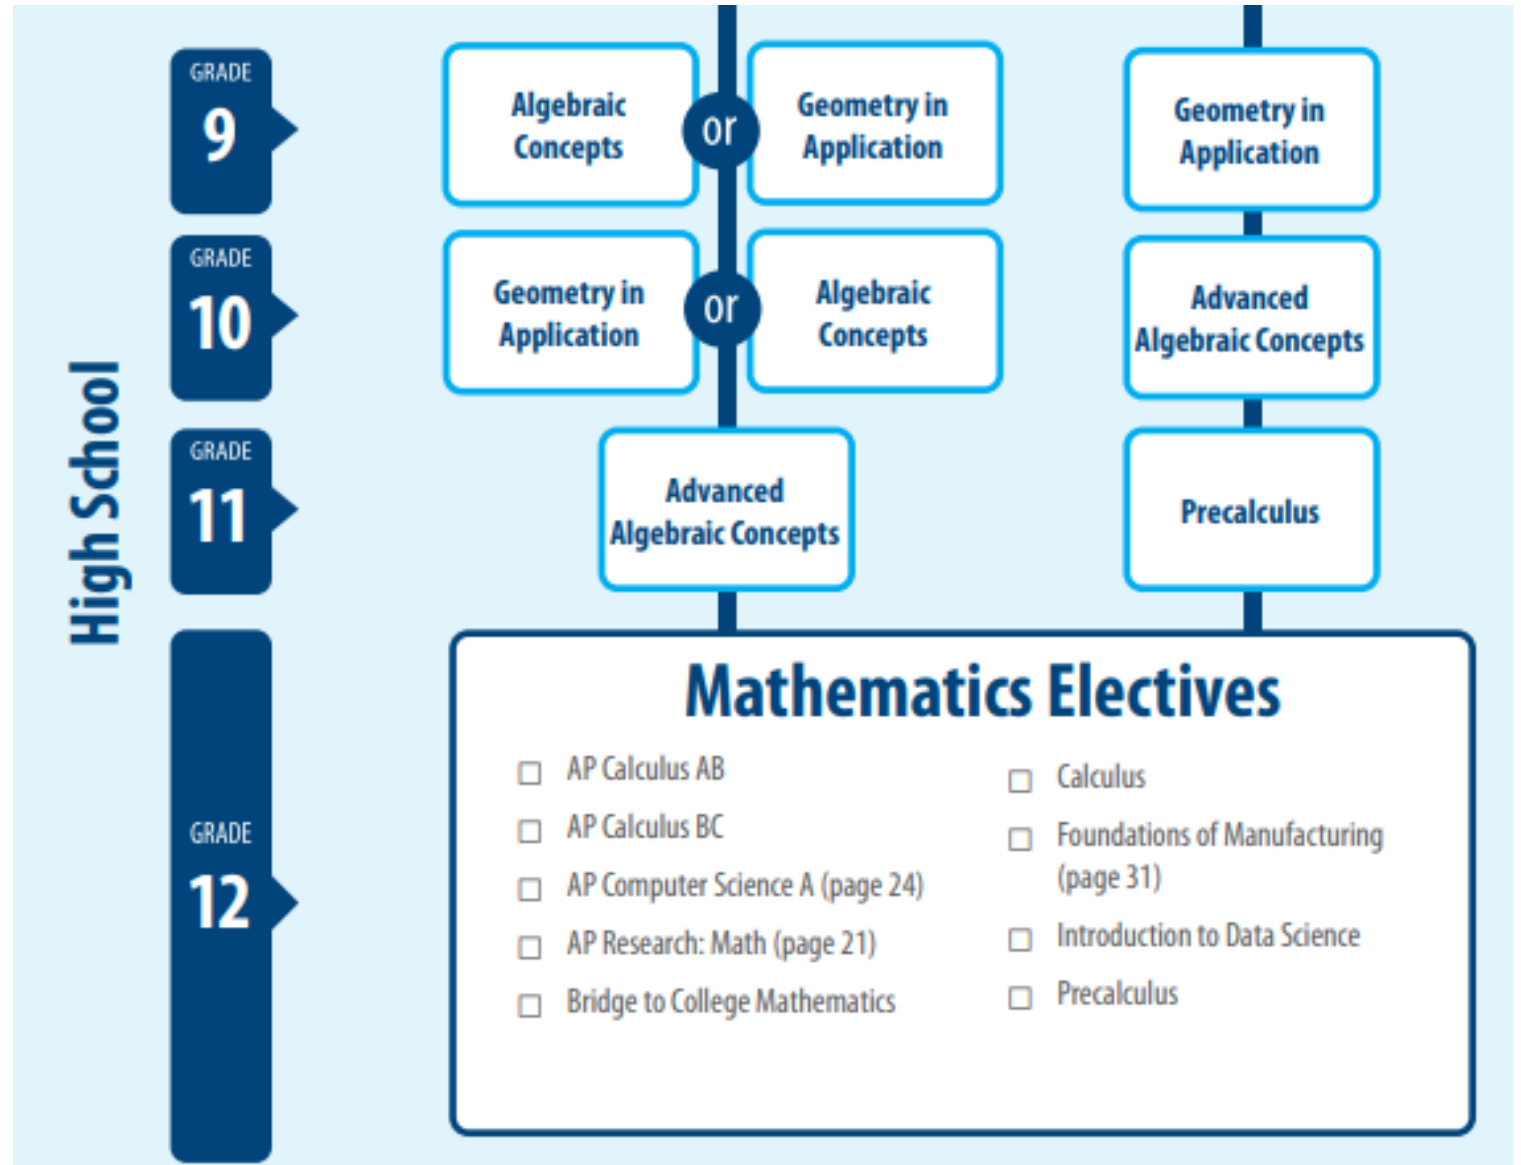 High School
GRADE
9
Algebraic
Concepts
or
Geometry in
Application
Geometry in
Application
GRADE
10
Geometry in
Application
or
Algebraic
Concepts
Advanced
Algebraic Concepts
GRADE
11
Advanced
Algebraic Concepts
Precalculus
GRADE
12
Mathematics Electives
AP Calculus AB
AP Calculus BC
AP Computer Science A (page 24)
AP Research: Math (page 21)
Bridge to College Mathematics
Calculus
Foundations of Manufacturing
(page 31)
Introduction to Data Science
Precalculus